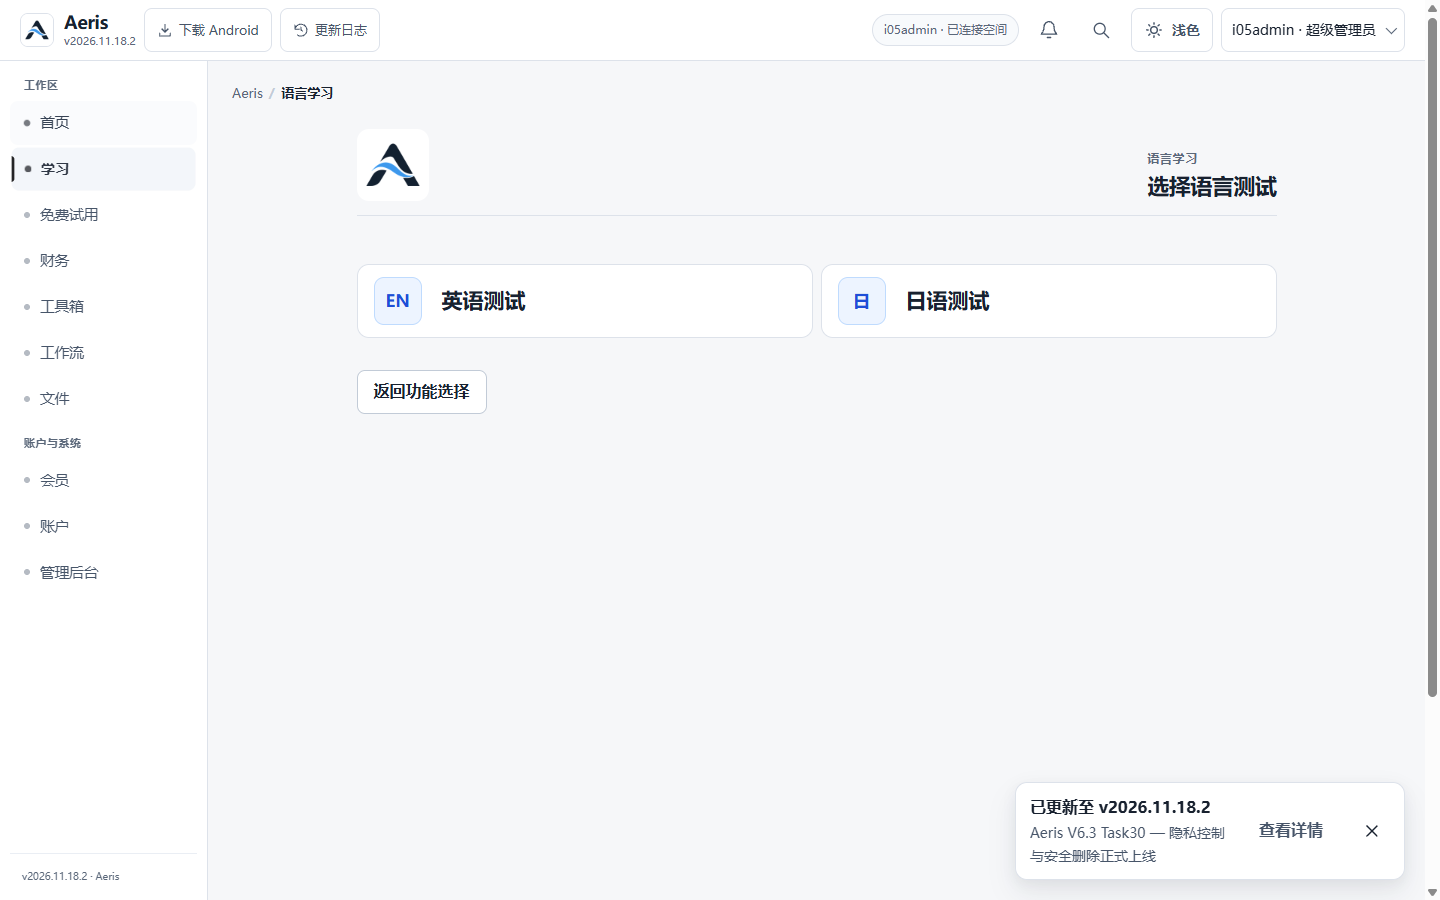 Aeris
v2026.11.18.2
下载 Android
更新日志
i05admin · 已连接空间
浅色
i05admin · 超级管理员
工作区
首页
学习
免费试用
财务
工具箱
工作流
文件
账户与系统
会员
账户
管理后台
v2026.11.18.2 · Aeris
Aeris / 语言学习
语言学习
选择语言测试
EN 英语测试
日 日语测试
返回功能选择
已更新至 v2026.11.18.2
Aeris V6.3 Task30 — 隐私控制
与安全删除正式上线
查看详情